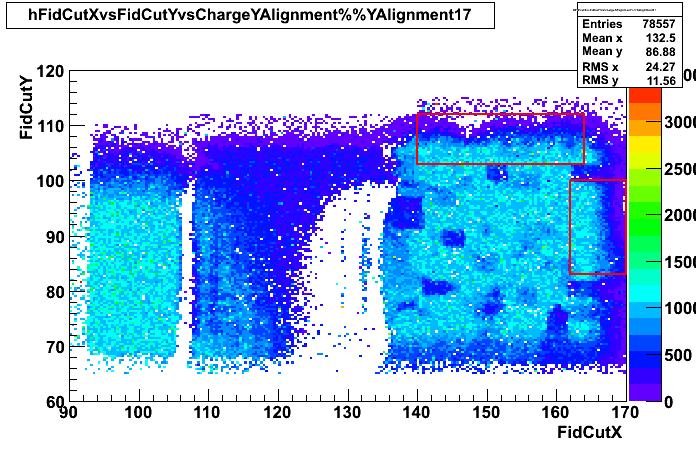 hFidCutXvsFidCutYvsChargeYAlignment%%YAlignment17
Entries 78557
Mean x 132.5
Mean y 86.88
RMS x 24.27
RMS y 11.56
FidCutY
120
110
100
90
80
70
60
90 100 110 120 130 140 150 160 170
FidCutX
3000
2500
2000
1500
1000
500
0